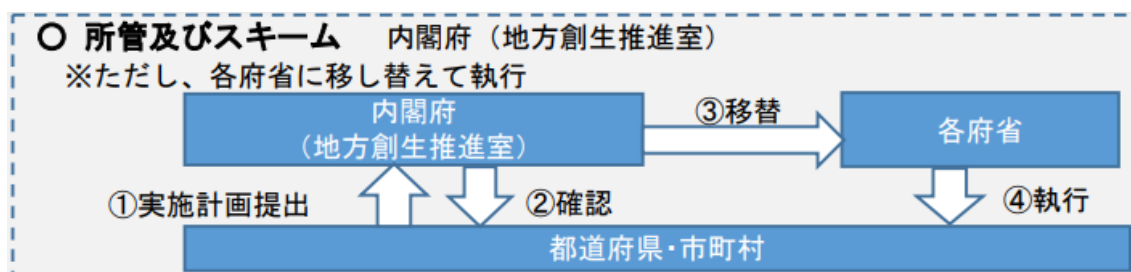 〇 所管及びスキーム 内閣府（地方創生推進室）
※ただし、各府省に移し替えて執行
内閣府
（地方創生推進室）
③移替
各府省
①実施計画提出
②確認
④執行
都道府県・市町村